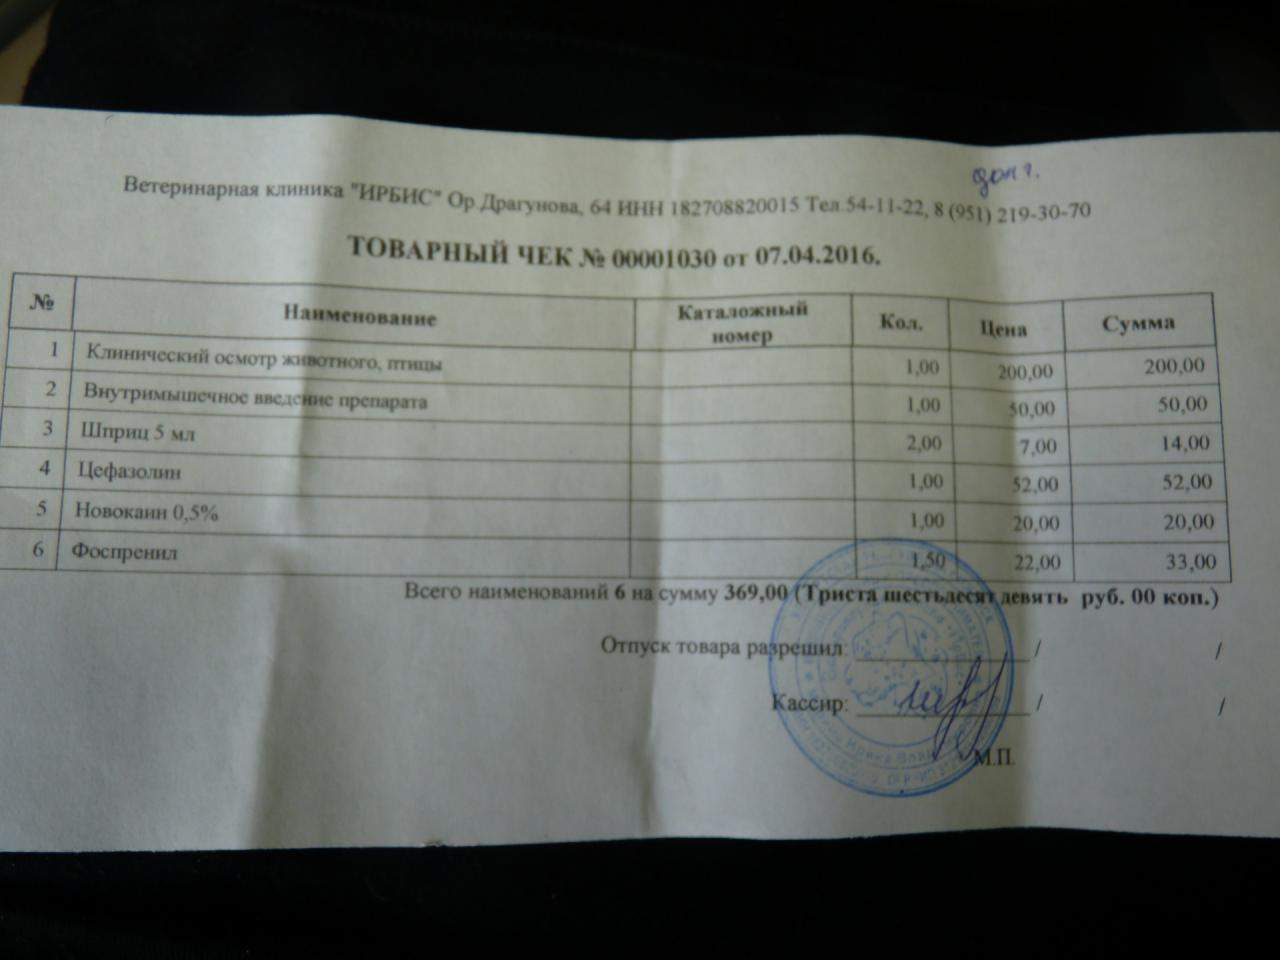 долг.
Ветеринарная клиника "ИРБИС" Ор.Драгунова, 64 ИНН 182708820015 Тел.54-11-22, 8 (951) 219-30-70
ТОВАРНЫЙ ЧЕК № 00001030 от 07.04.2016.
№ Наименование Каталожный номер Кол. Цена Сумма
1 Клинический осмотр животного, птицы 1,00 200,00 200,00
2 Внутримышечное введение препарата 1,00 50,00 50,00
3 Шприц 5 мл 2,00 7,00 14,00
4 Цефазолин 1,00 52,00 52,00
5 Новокаин 0,5% 1,00 20,00 20,00
6 Фоспренил 1,50 22,00 33,00
Всего наименований 6 на сумму 369,00 (Триста шестьдесят девять руб. 00 коп.)
Отпуск товара разрешил: / /
Кассир: / /
М.П.